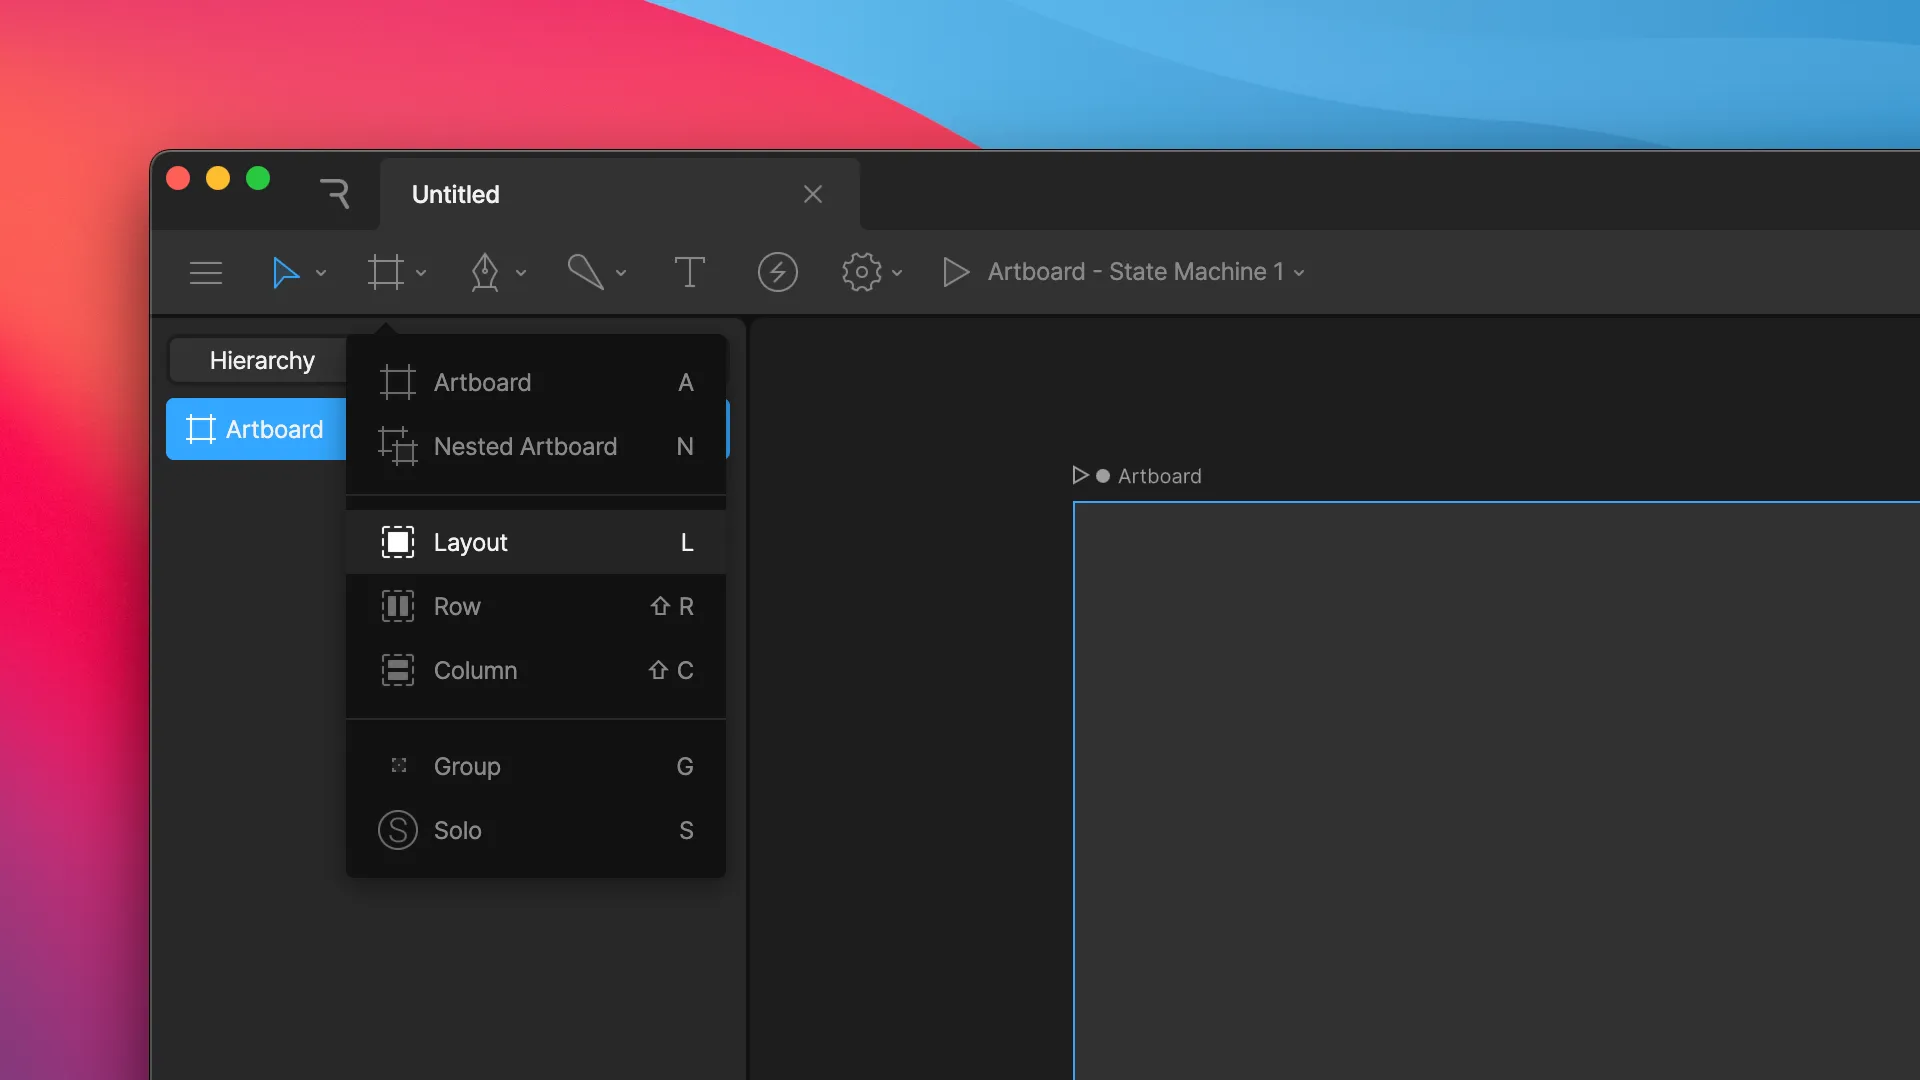 Untitled
Artboard - State Machine 1
Hierarchy
Artboard
Artboard A
Nested Artboard N
Layout L
Row ⇧ R
Column ⇧ C
Group G
Solo S
Artboard